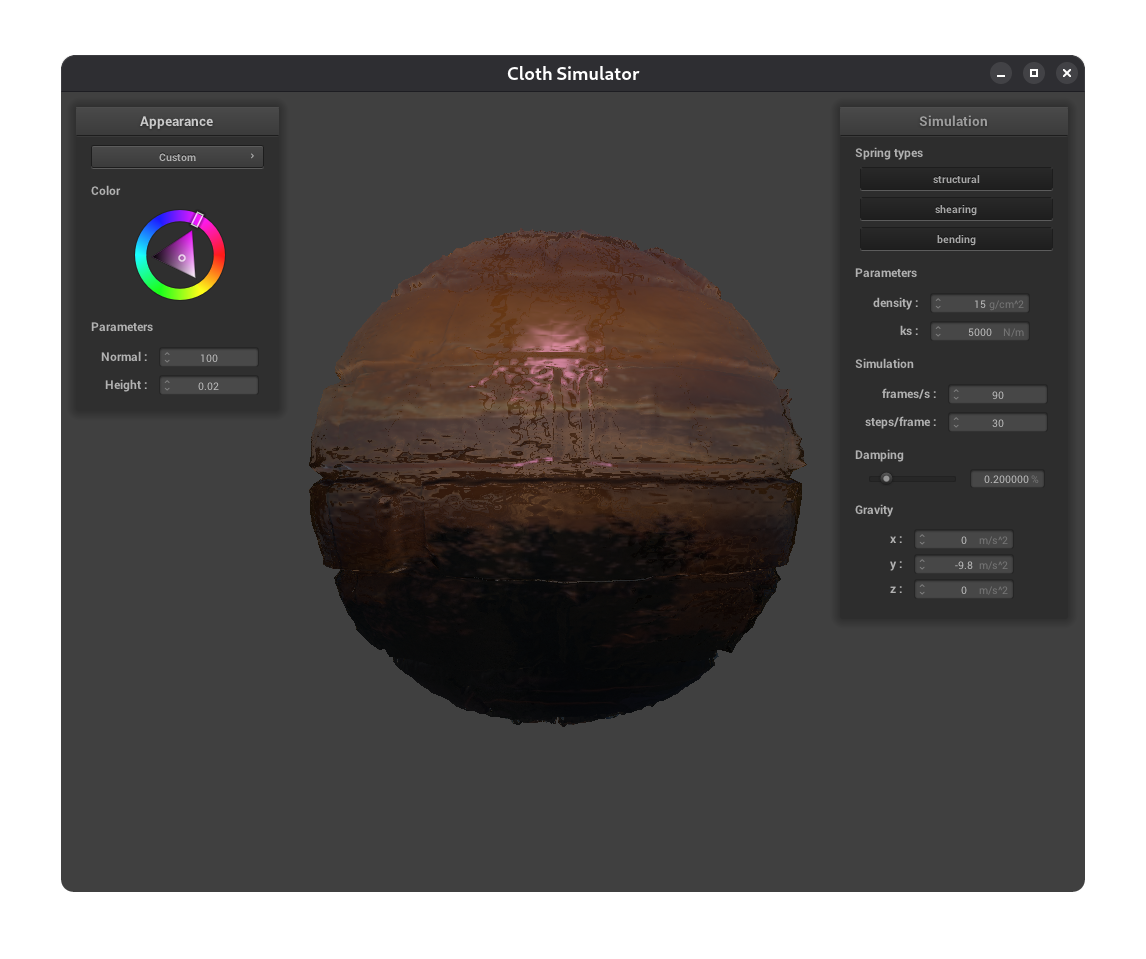 Cloth Simulator
Appearance
Custom
Color
Parameters
Normal : 100
Height : 0.02
Simulation
Spring types
structural
shearing
bending
Parameters
density : 15 g/cm^2
ks : 5000 N/m
Simulation
frames/s : 90
steps/frame : 30
Damping
0.200000 %
Gravity
x : 0 m/s^2
y : -9.8 m/s^2
z : 0 m/s^2